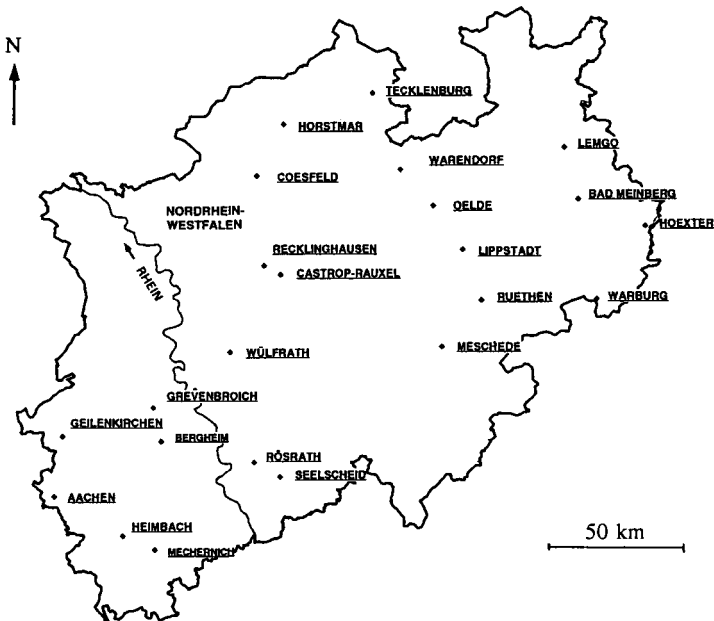 N
TECKLENBURG
HORSTMAR
LEMGO
WARENDORF
COESFELD
BAD MEINBERG
NORDRHEIN-
WESTFALEN
OELDE
HOEXTER
RECKLINGHAUSEN
LIPPSTADT
CASTROP-RAUXEL
RHEIN
RUETHEN
WARBURG
WÜLFRATH
MESCHEDE
GREVENBROICH
GEILENKIRCHEN
BERGHEIM
RÖSRATH
SEELSCHEID
AACHEN
HEIMBACH
50 km
MECHERNICH